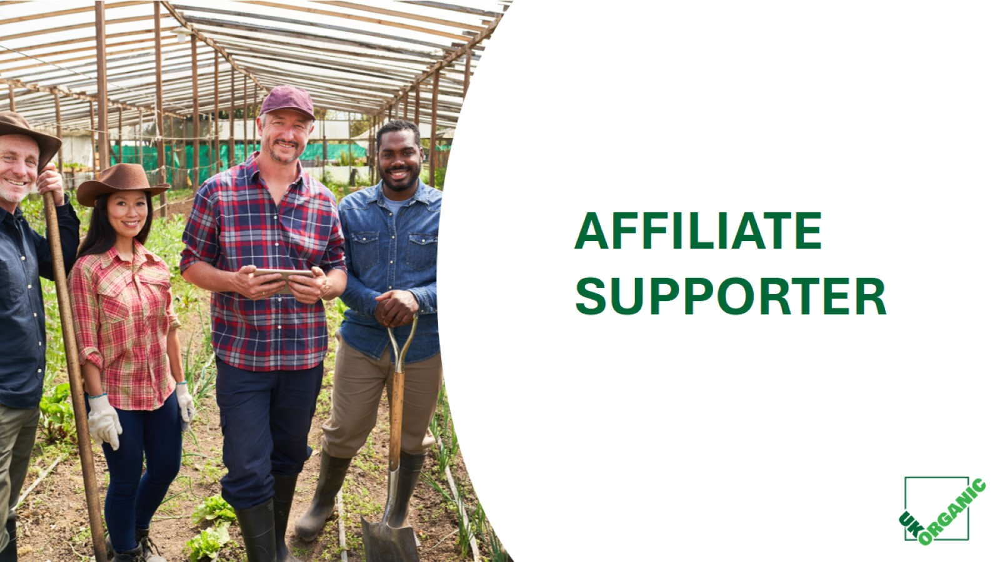 AFFILIATE
SUPPORTER
UK
ORGANIC